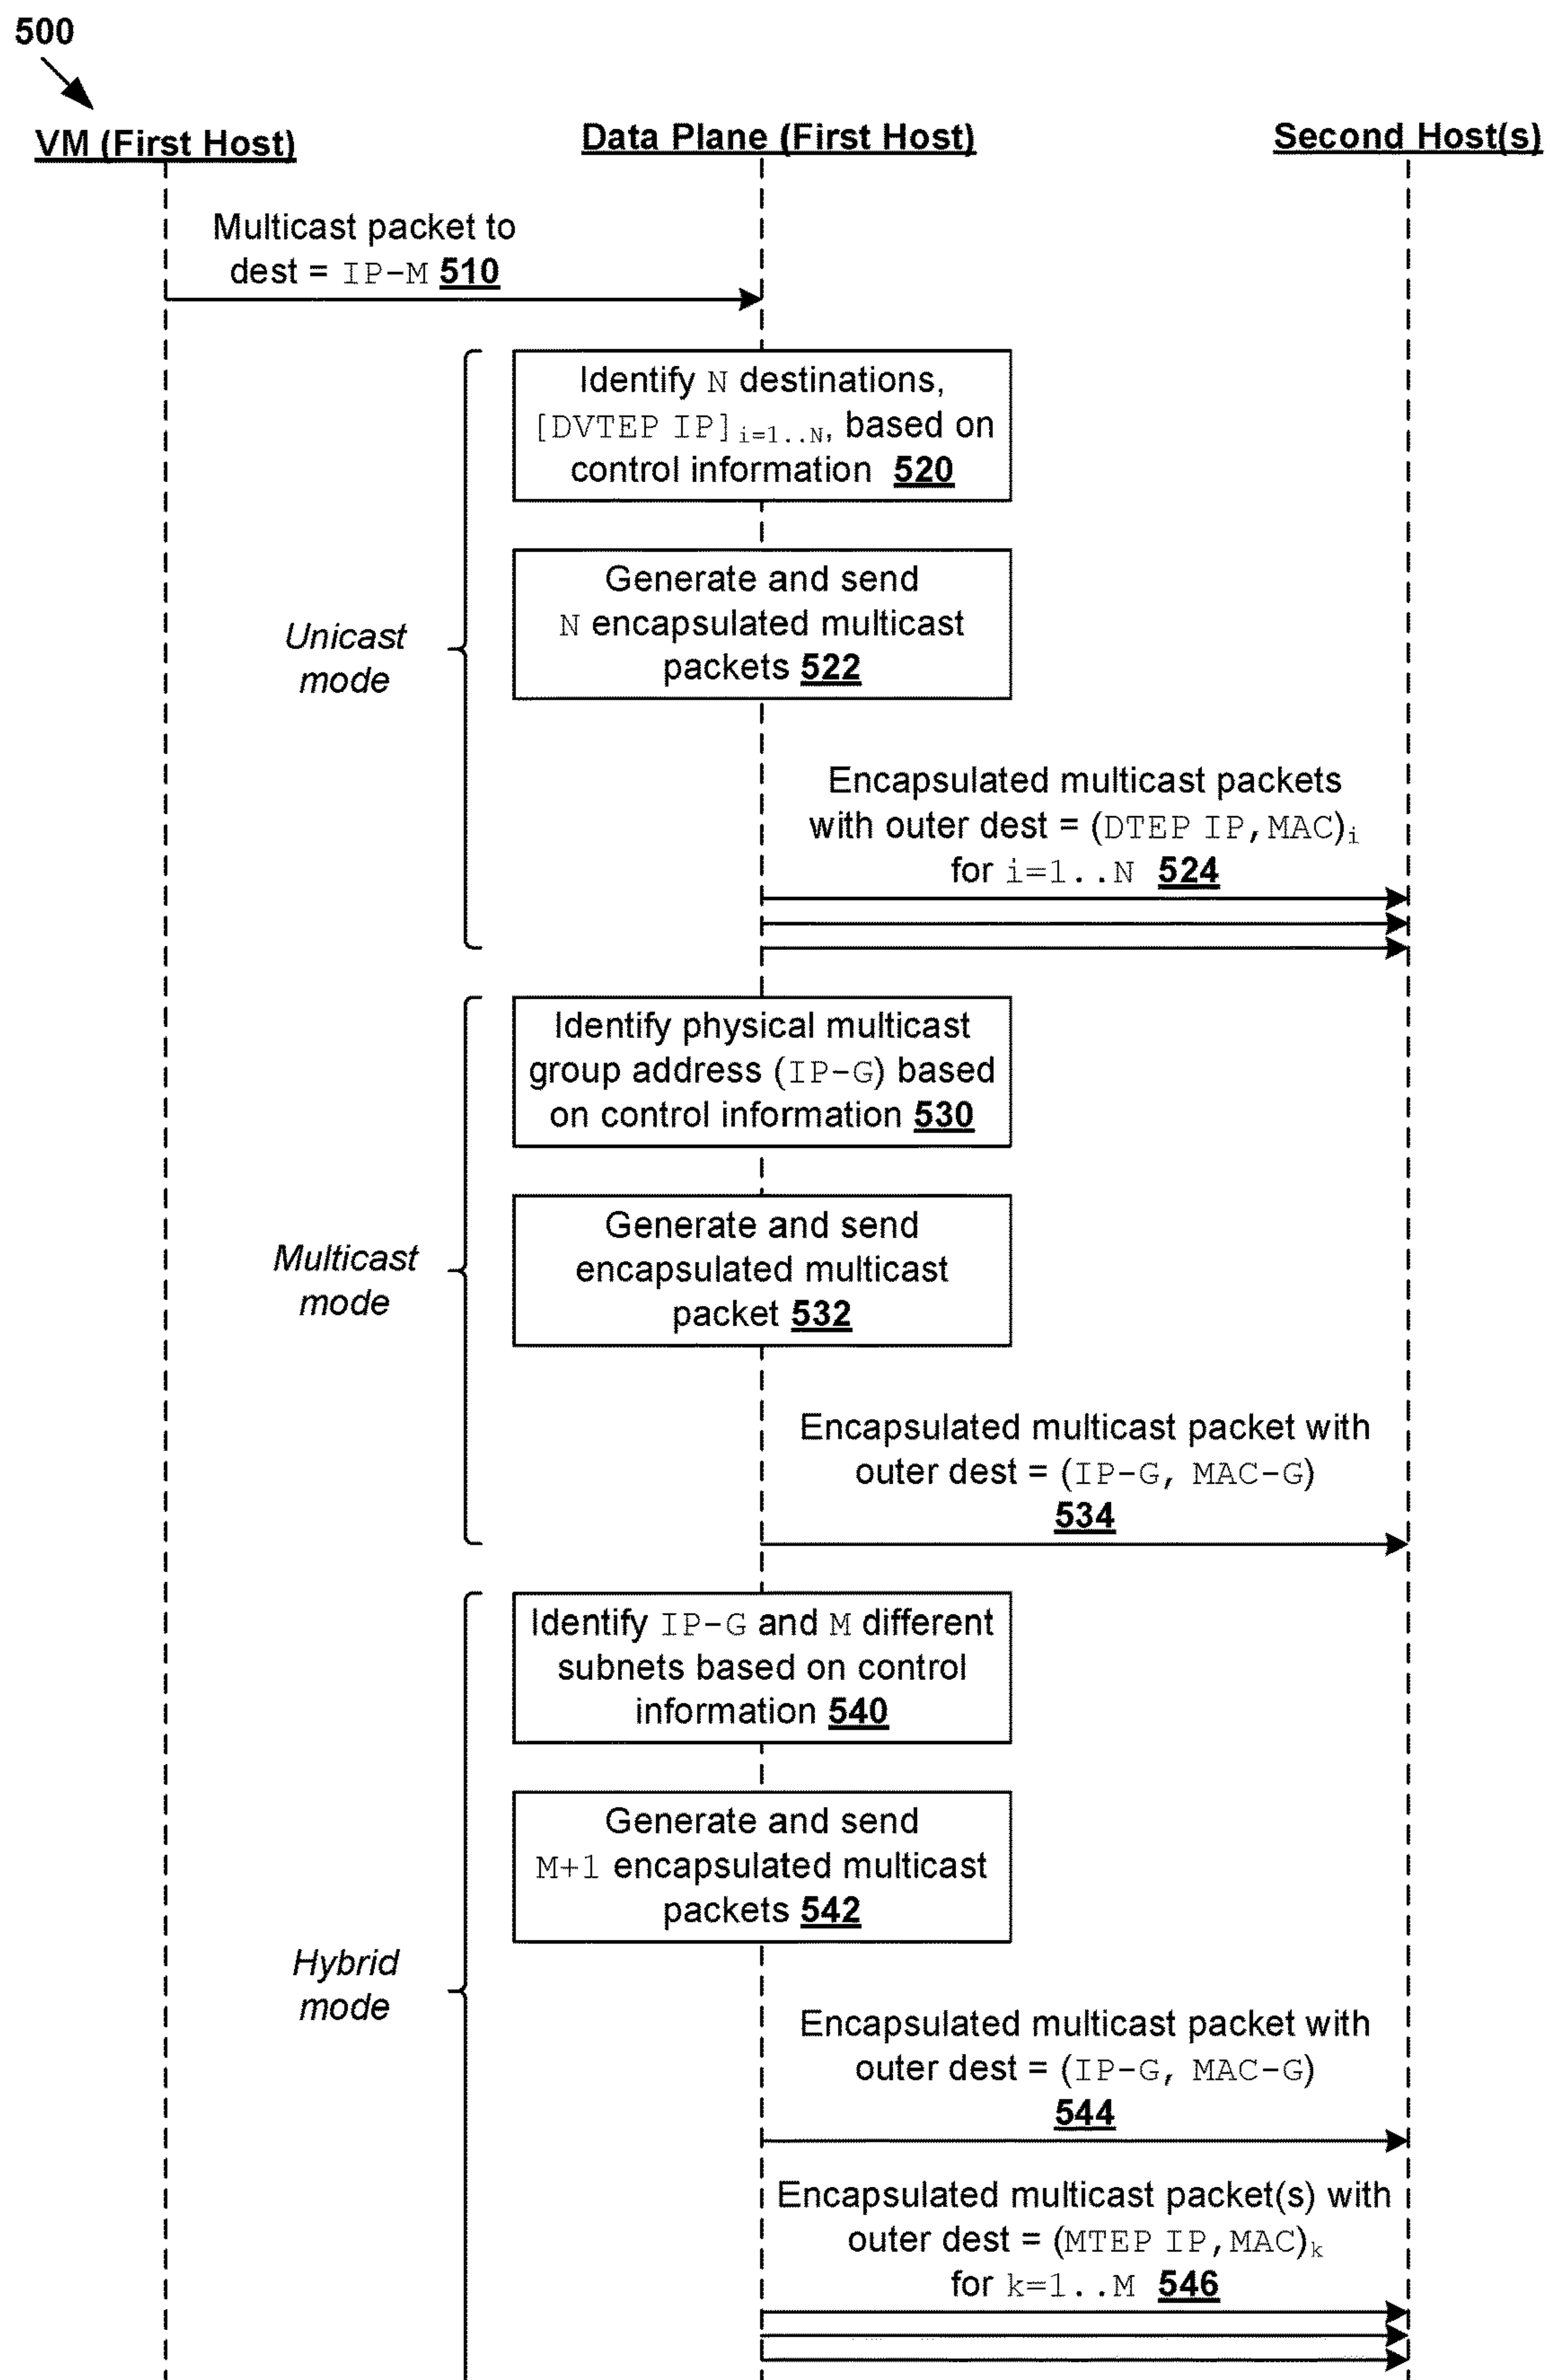 500
VM (First Host)
Data Plane (First Host)
Second Host(s)
Multicast packet to
dest = IP-M 510
Identify N destinations,
[DVTEP IP]i=1..N, based on
control information 520
Generate and send
N encapsulated multicast
packets 522
Unicast
mode
Encapsulated multicast packets
with outer dest = (DTEP IP,MAC)i
for i=1..N 524
Identify physical multicast
group address (IP-G) based
on control information 530
Generate and send
encapsulated multicast
packet 532
Multicast
mode
Encapsulated multicast packet with
outer dest = (IP-G, MAC-G)
534
Identify IP-G and M different
subnets based on control
information 540
Generate and send
M+1 encapsulated multicast
packets 542
Hybrid
mode
Encapsulated multicast packet with
outer dest = (IP-G, MAC-G)
544
Encapsulated multicast packet(s) with
outer dest = (MTEP IP,MAC)k
for k=1..M 546